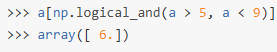 >>> a[np.logical_and(a > 5, a < 9)]
>>> array([ 6.])